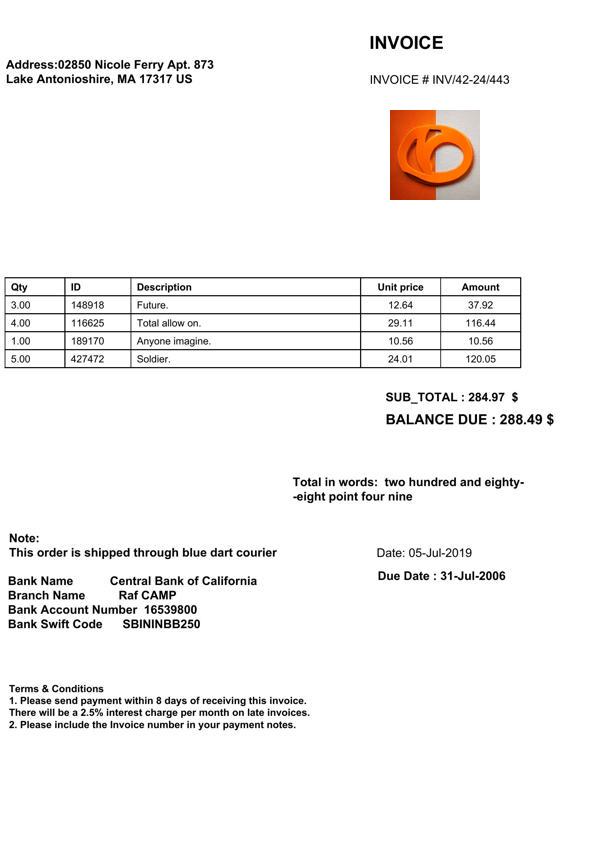 INVOICE
Address:02850 Nicole Ferry Apt. 873
Lake Antonioshire, MA 17317 US
INVOICE # INV/42-24/443
Qty ID Description Unit price Amount
3.00 148918 Future. 12.64 37.92
4.00 116625 Total allow on. 29.11 116.44
1.00 189170 Anyone imagine. 10.56 10.56
5.00 427472 Soldier. 24.01 120.05
SUB_TOTAL : 284.97 $
BALANCE DUE : 288.49 $
Total in words: two hundred and eighty-
-eight point four nine
Note:
This order is shipped through blue dart courier
Date: 05-Jul-2019
Due Date : 31-Jul-2006
Bank Name Central Bank of California
Branch Name Raf CAMP
Bank Account Number 16539800
Bank Swift Code SBININBB250
Terms & Conditions
1. Please send payment within 8 days of receiving this invoice.
There will be a 2.5% interest charge per month on late invoices.
2. Please include the Invoice number in your payment notes.